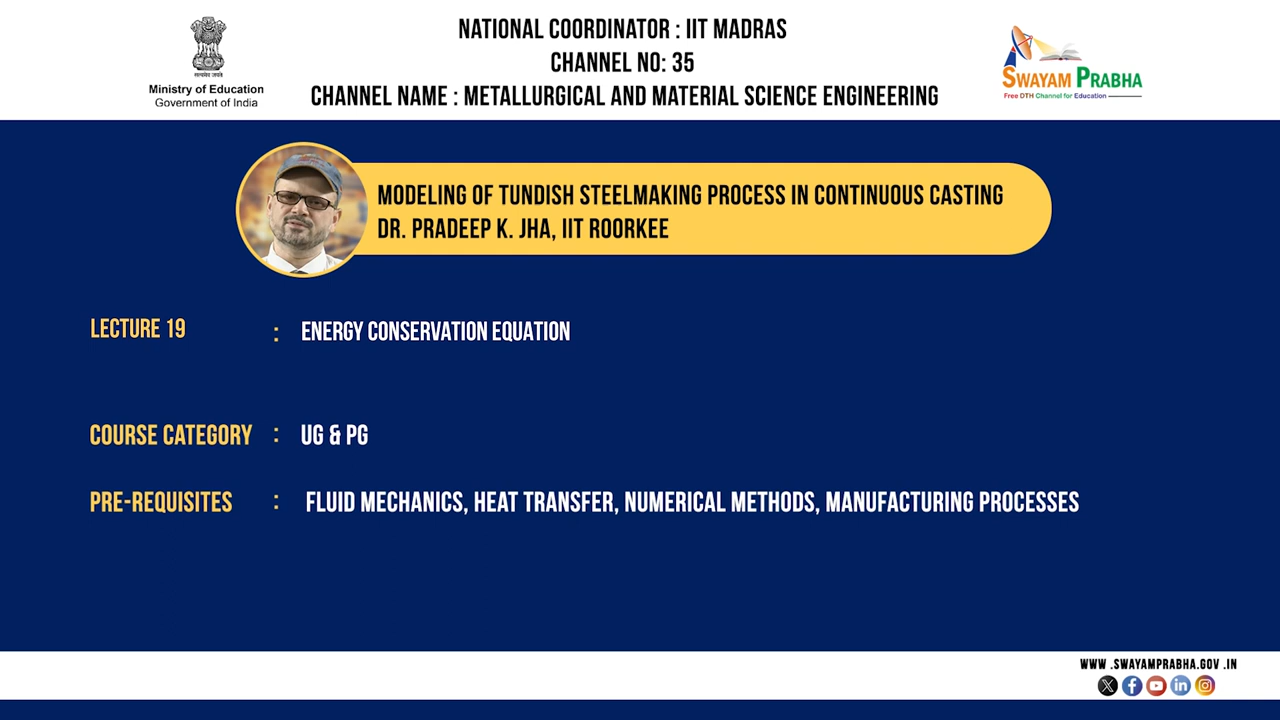 सत्यमेव जयते
Ministry of Education
Government of India
NATIONAL COORDINATOR : IIT MADRAS
CHANNEL NO: 35
CHANNEL NAME : METALLURGICAL AND MATERIAL SCIENCE ENGINEERING
SWAYAM PRABHA
Free DTH Channel for Education
MODELING OF TUNDISH STEELMAKING PROCESS IN CONTINUOUS CASTING
DR. PRADEEP K. JHA, IIT ROORKEE
LECTURE 19 : ENERGY CONSERVATION EQUATION
COURSE CATEGORY : UG & PG
PRE-REQUISITES : FLUID MECHANICS, HEAT TRANSFER, NUMERICAL METHODS, MANUFACTURING PROCESSES
WWW .SWAYAMPRABHA.GOV .IN